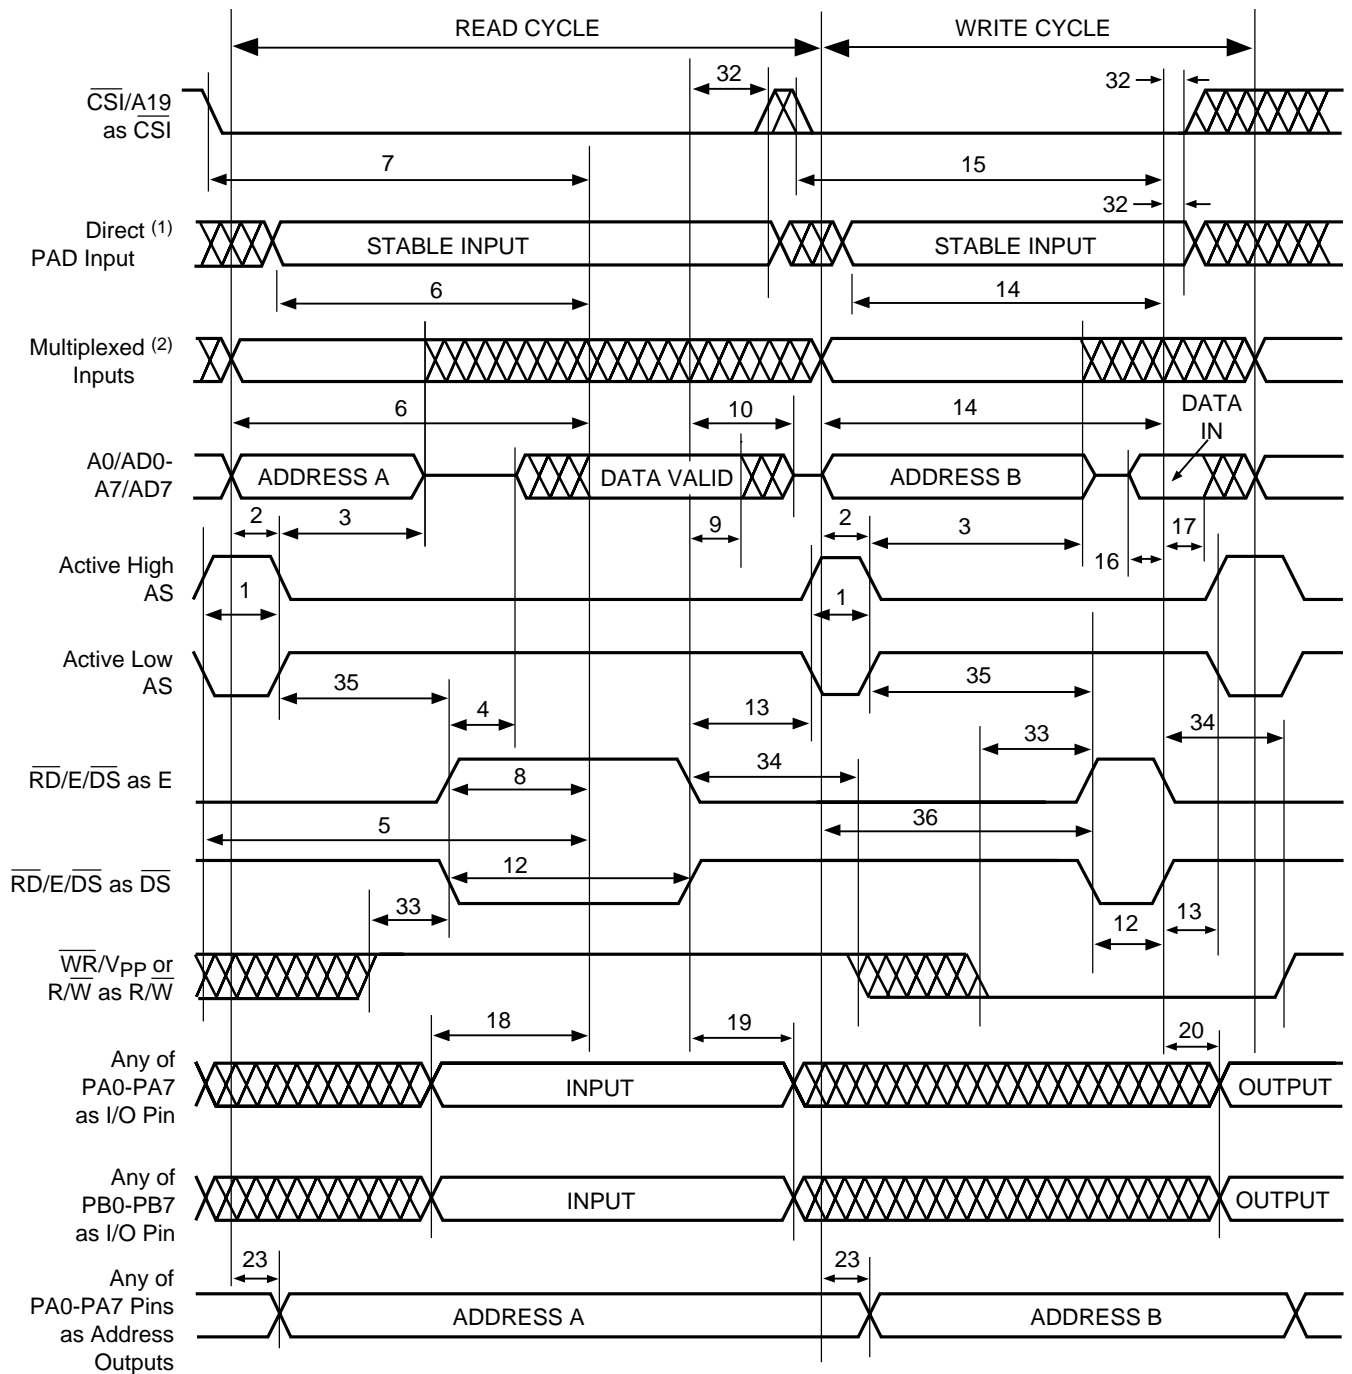 READ CYCLE
WRITE CYCLE
32
32
CSI/A19
as CSI
7
15
32
Direct (1)
PAD Input
STABLE INPUT
STABLE INPUT
6
14
Multiplexed (2)
Inputs
6
10
14
DATA
IN
A0/AD0-
A7/AD7
ADDRESS A
DATA VALID
ADDRESS B
2
3
9
2
3
17
16
Active High
AS
1
1
Active Low
AS
35
35
4
13
34
33
34
RD/E/DS as E
8
5
36
RD/E/DS as DS
12
33
12
13
WR/VPP or
R/W as R/W
18
19
20
Any of
PA0-PA7
as I/O Pin
INPUT
OUTPUT
Any of
PB0-PB7
as I/O Pin
INPUT
OUTPUT
23
23
Any of
PA0-PA7 Pins
as Address
Outputs
ADDRESS A
ADDRESS B